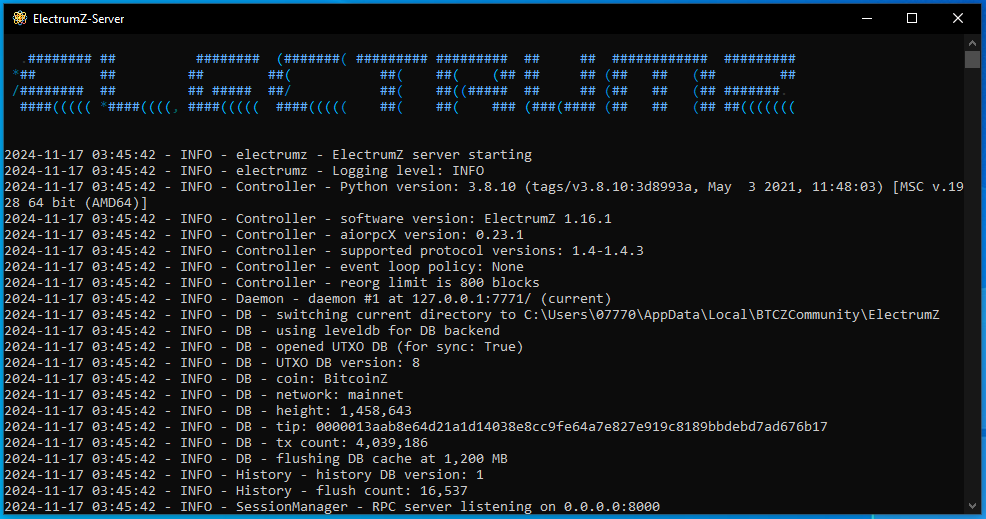 ElectrumZ-Server
.######## ##          ########  (#######( ######### #########  ##     ##  ############  #########
*##        ##         ##        ##(           ##(    ##(    (## ##     ## (##   ##   (##        ##
/########  ##         ## #####  ##/           ##(    ##((#####  ##     ## (##   ##   (## #######.
####((((( *####((((, ####(((((  ####(((((    ##(    ##(    ### (###(#### (##   ##   (## ##(((((((
2024-11-17 03:45:42 - INFO - electrumz - ElectrumZ server starting
2024-11-17 03:45:42 - INFO - electrumz - Logging level: INFO
2024-11-17 03:45:42 - INFO - Controller - Python version: 3.8.10 (tags/v3.8.10:3d8993a, May  3 2021, 11:48:03) [MSC v.19
28 64 bit (AMD64)]
2024-11-17 03:45:42 - INFO - Controller - software version: ElectrumZ 1.16.1
2024-11-17 03:45:42 - INFO - Controller - aiorpcX version: 0.23.1
2024-11-17 03:45:42 - INFO - Controller - supported protocol versions: 1.4-1.4.3
2024-11-17 03:45:42 - INFO - Controller - event loop policy: None
2024-11-17 03:45:42 - INFO - Controller - reorg limit is 800 blocks
2024-11-17 03:45:42 - INFO - Daemon - daemon #1 at 127.0.0.1:7771/ (current)
2024-11-17 03:45:42 - INFO - DB - switching current directory to C:\Users\07770\AppData\Local\BTCZCommunity\ElectrumZ
2024-11-17 03:45:42 - INFO - DB - using leveldb for DB backend
2024-11-17 03:45:42 - INFO - DB - opened UTXO DB (for sync: True)
2024-11-17 03:45:42 - INFO - DB - UTXO DB version: 8
2024-11-17 03:45:42 - INFO - DB - coin: BitcoinZ
2024-11-17 03:45:42 - INFO - DB - network: mainnet
2024-11-17 03:45:42 - INFO - DB - height: 1,458,643
2024-11-17 03:45:42 - INFO - DB - tip: 0000013aab8e64d21a1d14038e8cc9fe64a7e827e919c8189bbdebd7ad676b17
2024-11-17 03:45:42 - INFO - DB - tx count: 4,039,186
2024-11-17 03:45:42 - INFO - DB - flushing DB cache at 1,200 MB
2024-11-17 03:45:42 - INFO - History - history DB version: 1
2024-11-17 03:45:42 - INFO - History - flush count: 16,537
2024-11-17 03:45:42 - INFO - SessionManager - RPC server listening on 0.0.0.0:8000